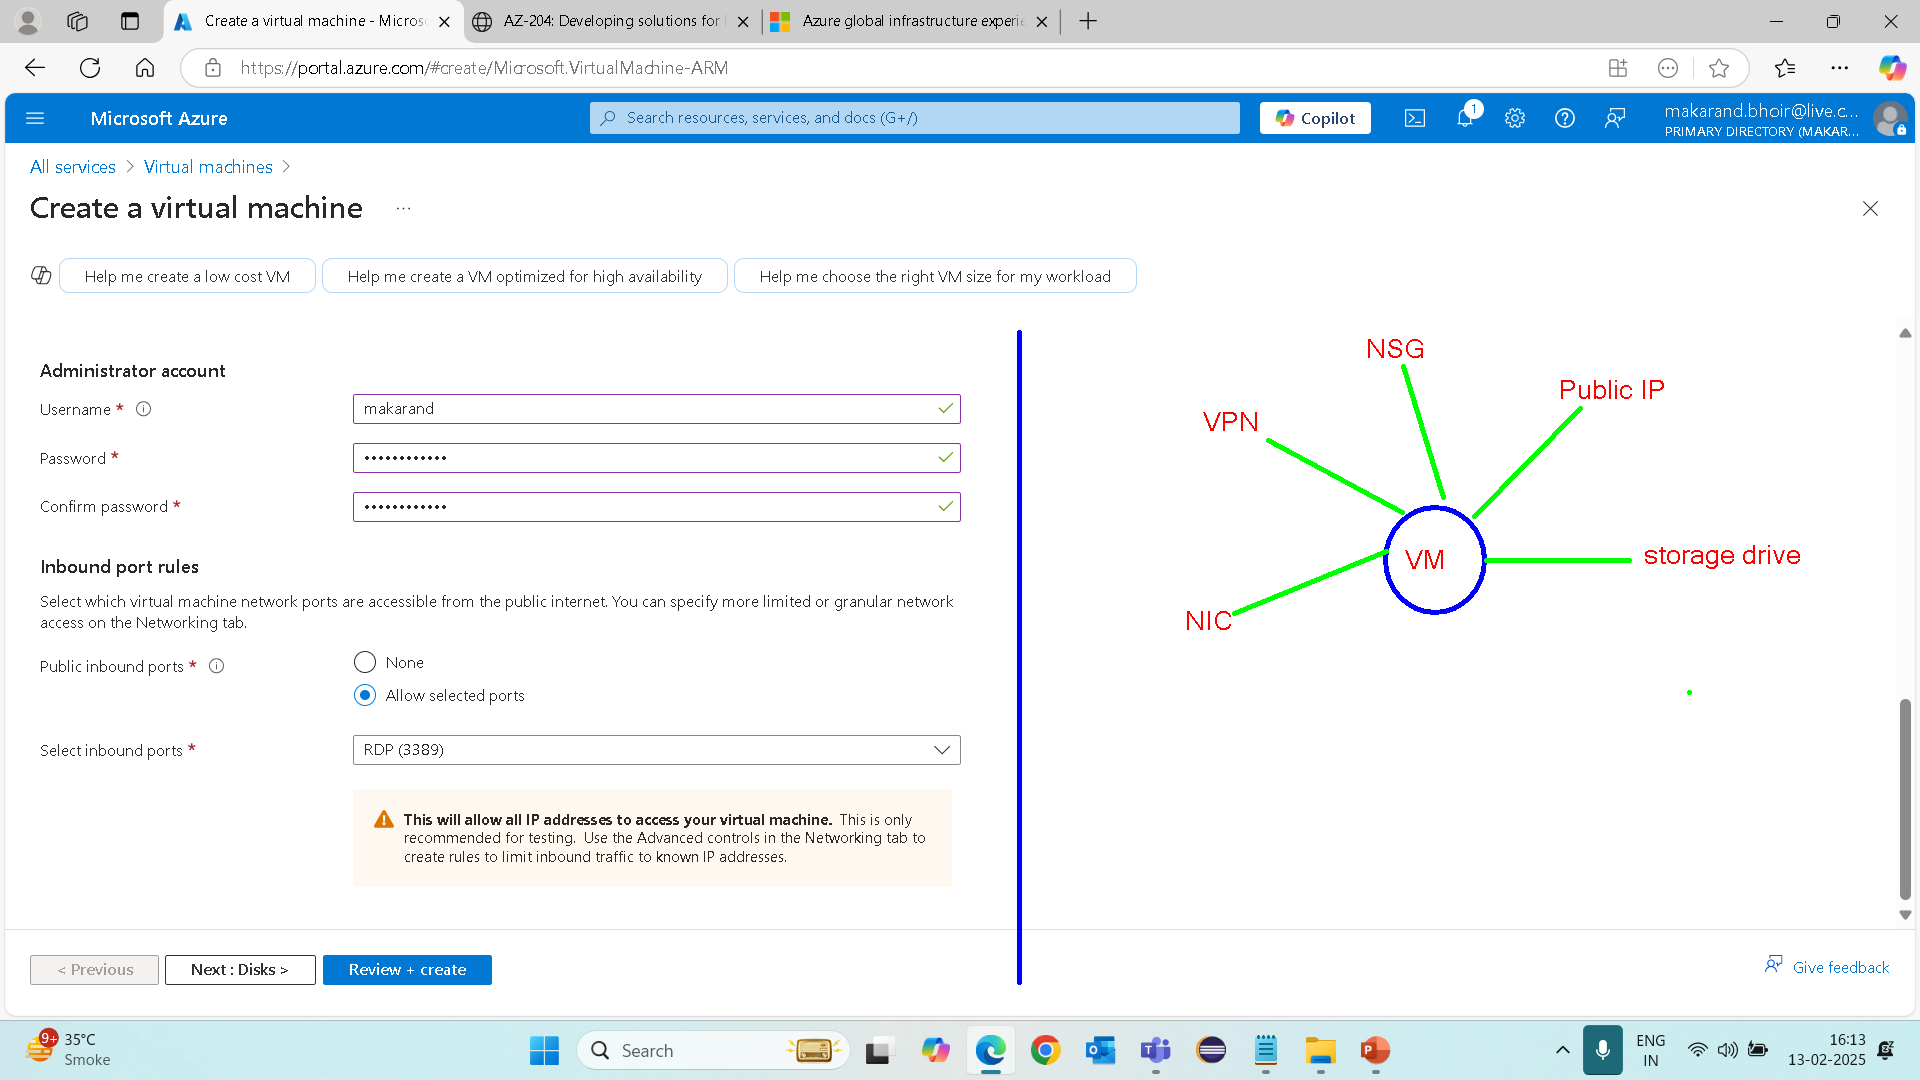 Create a virtual machine - Micros
AZ-204: Developing solutions for
Azure global infrastructure experie
https://portal.azure.com/#create/Microsoft.VirtualMachine-ARM
Microsoft Azure
Search resources, services, and docs (G+/)
Copilot
1
makarand.bhoir@live.c...
PRIMARY DIRECTORY (MAKAR...
All services > Virtual machines >
Create a virtual machine ...
Help me create a low cost VM
Help me create a VM optimized for high availability
Help me choose the right VM size for my workload
Administrator account
Username *
makarand
Password *
••••••••••••
Confirm password *
••••••••••••
Inbound port rules
Select which virtual machine network ports are accessible from the public internet. You can specify more limited or granular network
access on the Networking tab.
Public inbound ports *
None
Allow selected ports
Select inbound ports *
RDP (3389)
This will allow all IP addresses to access your virtual machine. This is only
recommended for testing. Use the Advanced controls in the Networking tab to
create rules to limit inbound traffic to known IP addresses.
NSG
Public IP
VPN
VM
storage drive
NIC
< Previous
Next : Disks >
Review + create
Give feedback
9+
35°C
Smoke
Search
ENG
IN
16:13
13-02-2025